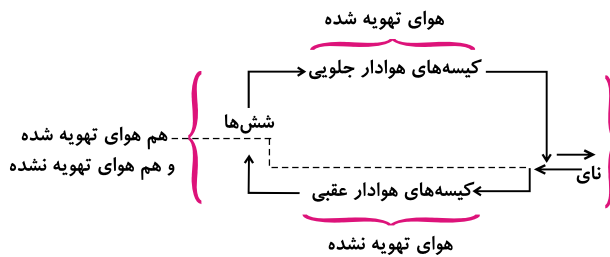 هوای تهویه شده
کیسه‌های هوادار جلویی
شش‌ها
هم هوای تهویه شده
و هم هوای تهویه نشده
نای
کیسه‌های هوادار عقبی
هوای تهویه نشده